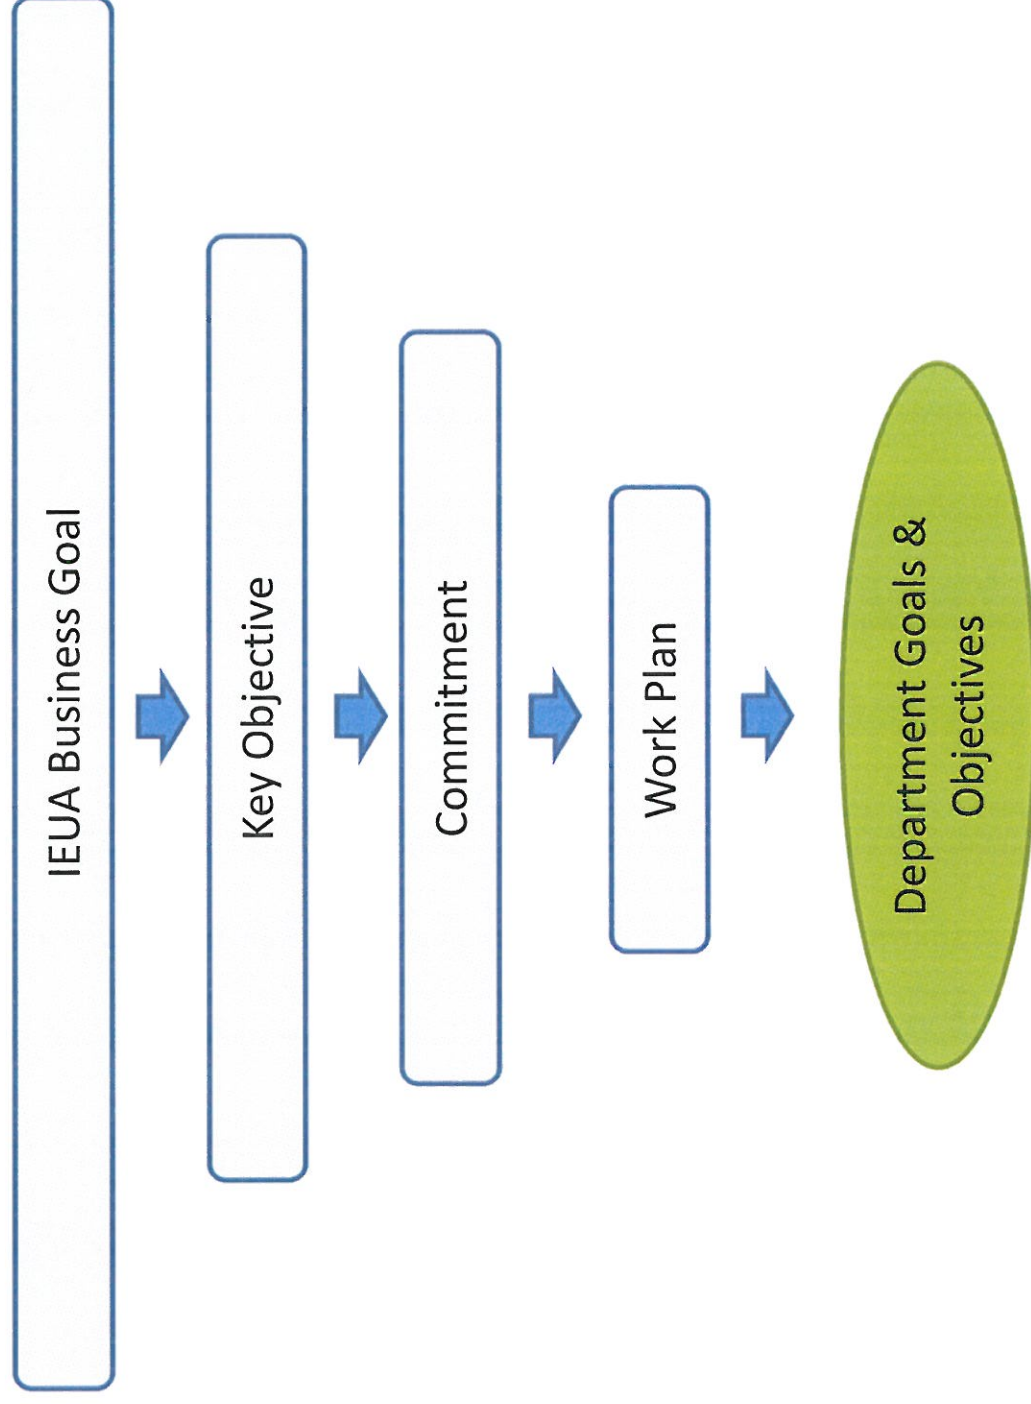 IEUA Business Goal
Key Objective
Commitment
Work Plan
Department Goals &
Objectives